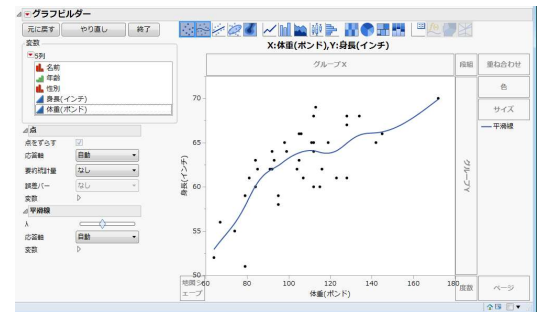 グラフビルダー
元に戻す やり直し 終了
変数
5列
名前
年齢
性別
身長(インチ)
体重(ポンド)
点
点をずらす
応答軸 自動
要約統計量 なし
誤差バー なし
変数
平滑線
λ
応答軸 自動
変数
X:体重(ポンド),Y:身長(インチ)
グループX
段組
重ね合わせ
色
サイズ
平滑線
身長(インチ)
70
65
60
55
50
グループY
地図シェープ
60 80 100 120 140 160 180
体重(ポンド)
度数
ページ